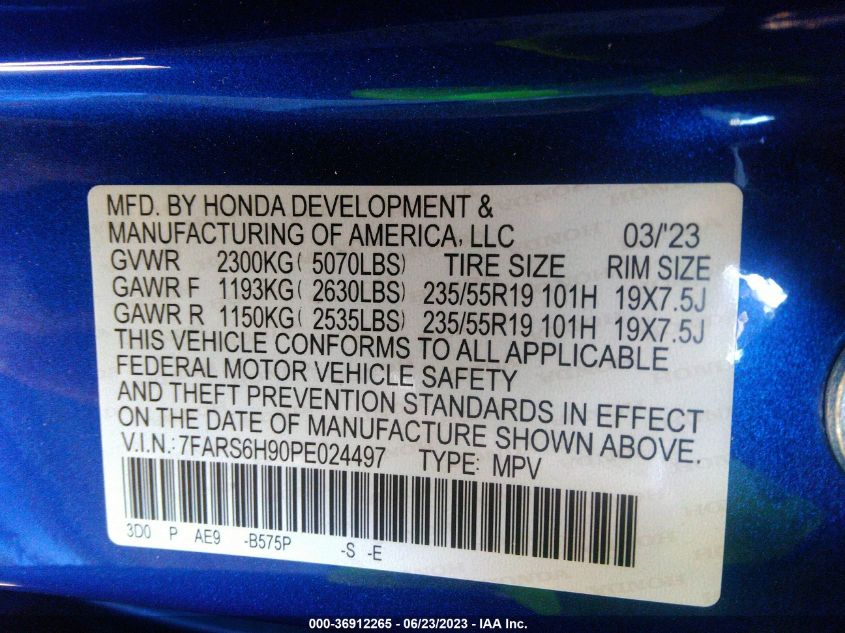 MFD. BY HONDA DEVELOPMENT &
MANUFACTURING OF AMERICA, LLC 03/'23
GVWR 2300KG( 5070LBS) TIRE SIZE RIM SIZE
GAWR F 1193KG( 2630LBS) 235/55R19 101H 19X7.5J
GAWR R 1150KG( 2535LBS) 235/55R19 101H 19X7.5J
THIS VEHICLE CONFORMS TO ALL APPLICABLE
FEDERAL MOTOR VEHICLE SAFETY
AND THEFT PREVENTION STANDARDS IN EFFECT
ON THE DATE OF MANUFACTURE SHOWN ABOVE.
V.I.N.: 7FARS6H90PE024497 TYPE: MPV
3D0 P AE9 -B575P -S -E
000-36912265 - 06/23/2023 - IAA Inc.